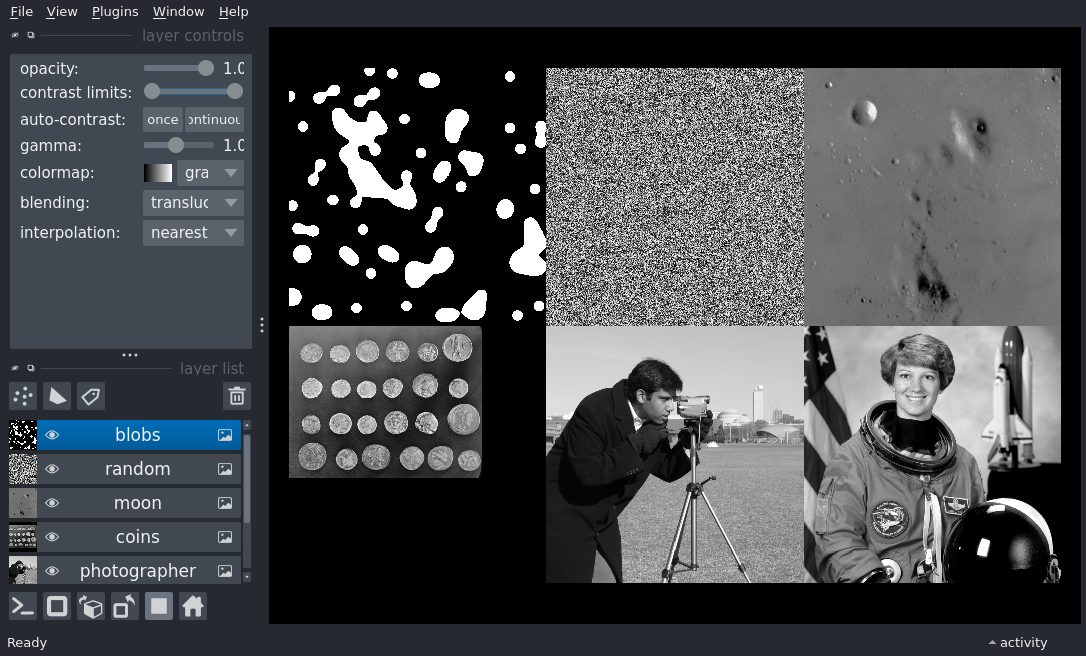 File View Plugins Window Help
layer controls
opacity: 1.0
contrast limits:
auto-contrast: once ontinuou
gamma: 1.0
colormap: gra
blending: transluc
interpolation: nearest
layer list
blobs
random
moon
coins
photographer
Ready
activity